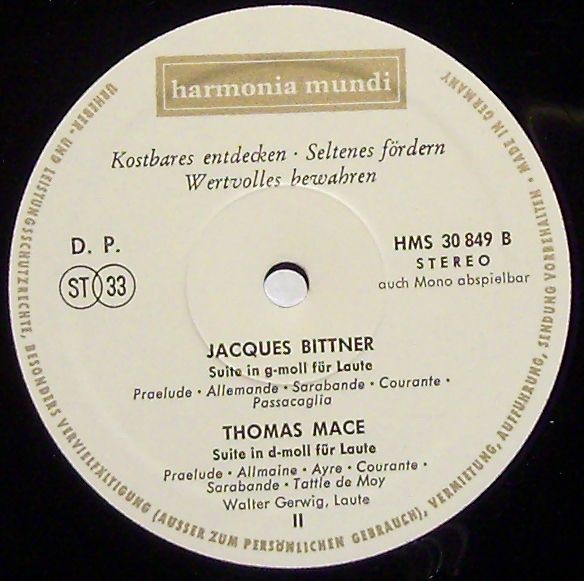 harmonia mundi
Kostbares entdecken · Seltenes fördern
Wertvolles bewahren
D. P.
ST 33
HMS 30 849 B
STEREO
auch Mono abspielbar
JACQUES BITTNER
Suite in g-moll für Laute
Praelude · Allemande · Sarabande · Courante ·
Passacaglia
THOMAS MACE
Suite in d-moll für Laute
Praelude · Allmaine · Ayre · Courante ·
Sarabande · Tattle de Moy
Walter Gerwig, Laute
II
URHEBER- UND LEISTUNGSSCHUTZRECHTE, BESONDERS VERVIELFÄLTIGUNG (AUSSER ZUM PERSÖNLICHEN GEBRAUCH), VERMIETUNG, AUFFÜHRUNG, SENDUNG VORBEHALTEN • MADE IN GERMANY